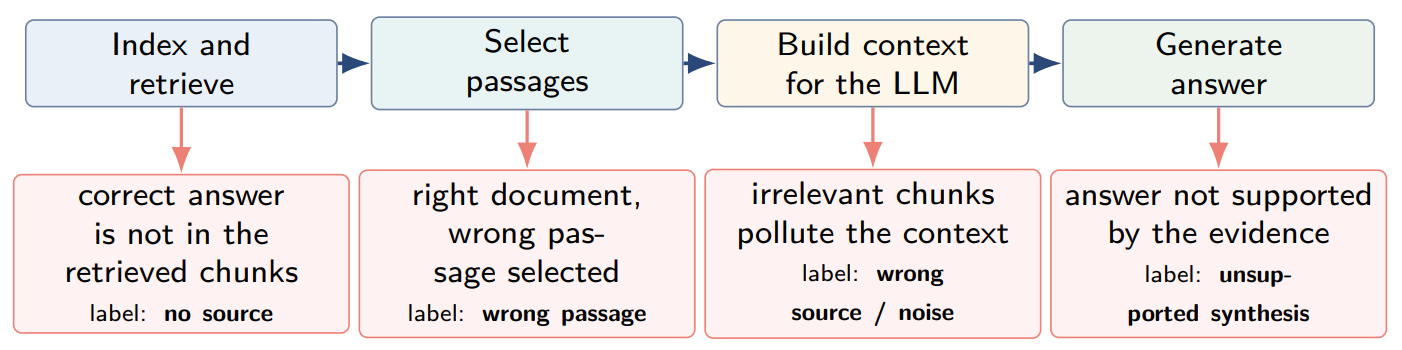 Index and
retrieve
Select
passages
Build context
for the LLM
Generate
answer
correct answer
is not in the
retrieved chunks
label: no source
right document,
wrong pas-
sage selected
label: wrong passage
irrelevant chunks
pollute the context
label: wrong
source / noise
answer not supported
by the evidence
label: unsup-
ported synthesis